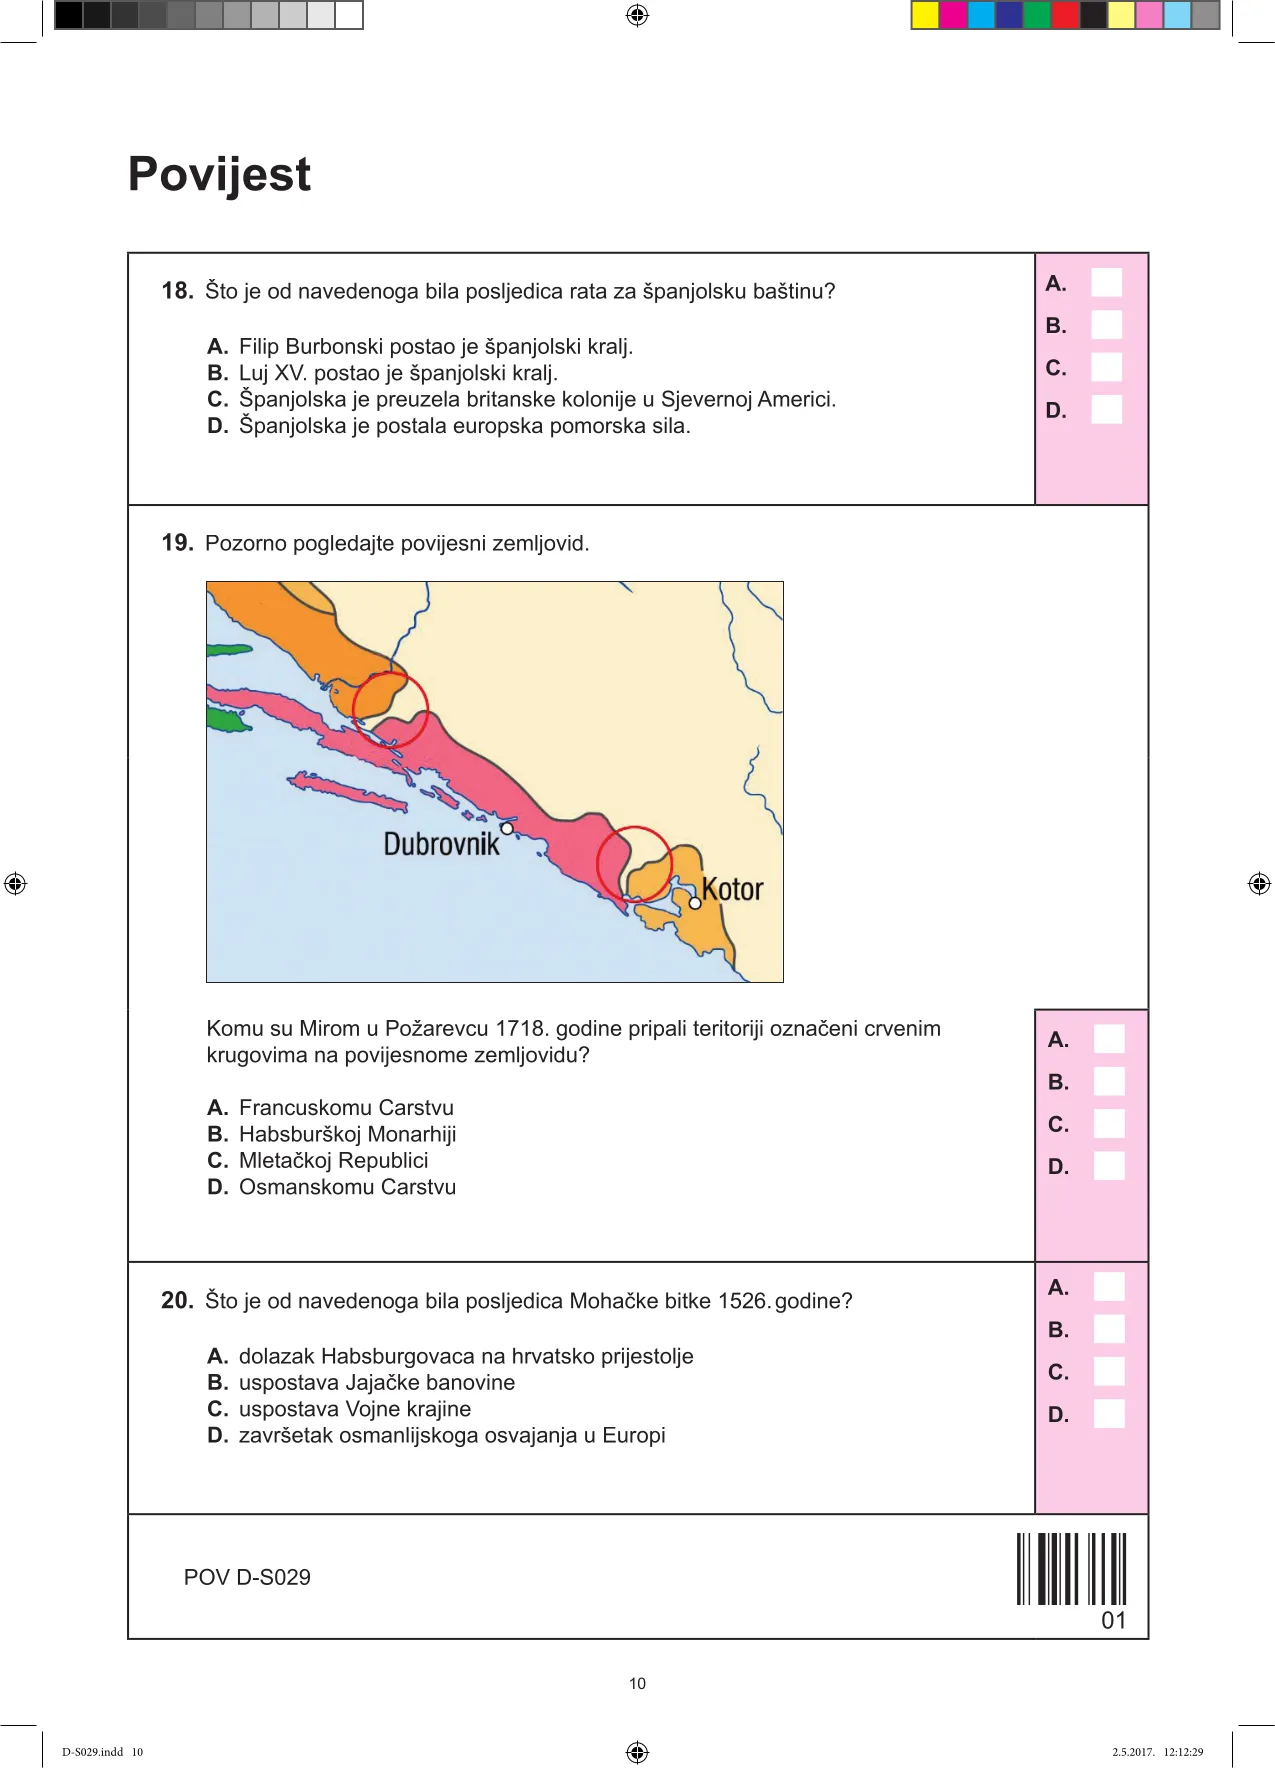 Povijest
18. Što je od navedenoga bila posljedica rata za španjolsku baštinu?
A. Filip Burbonski postao je španjolski kralj.
B. Luj XV. postao je španjolski kralj.
C. Španjolska je preuzela britanske kolonije u Sjevernoj Americi.
D. Španjolska je postala europska pomorska sila.
A.
B.
C.
D.
19. Pozorno pogledajte povijesni zemljovid.
Dubrovnik
Kotor
Komu su Mirom u Požarevcu 1718. godine pripali teritoriji označeni crvenim
krugovima na povijesnome zemljovidu?
A. Francuskomu Carstvu
B. Habsburškoj Monarhiji
C. Mletačkoj Republici
D. Osmanskomu Carstvu
A.
B.
C.
D.
20. Što je od navedenoga bila posljedica Mohačke bitke 1526. godine?
A. dolazak Habsburgovaca na hrvatsko prijestolje
B. uspostava Jajačke banovine
C. uspostava Vojne krajine
D. završetak osmanlijskoga osvajanja u Europi
A.
B.
C.
D.
POV D-S029
01
10
D-S029.indd 10
2.5.2017. 12:12:29